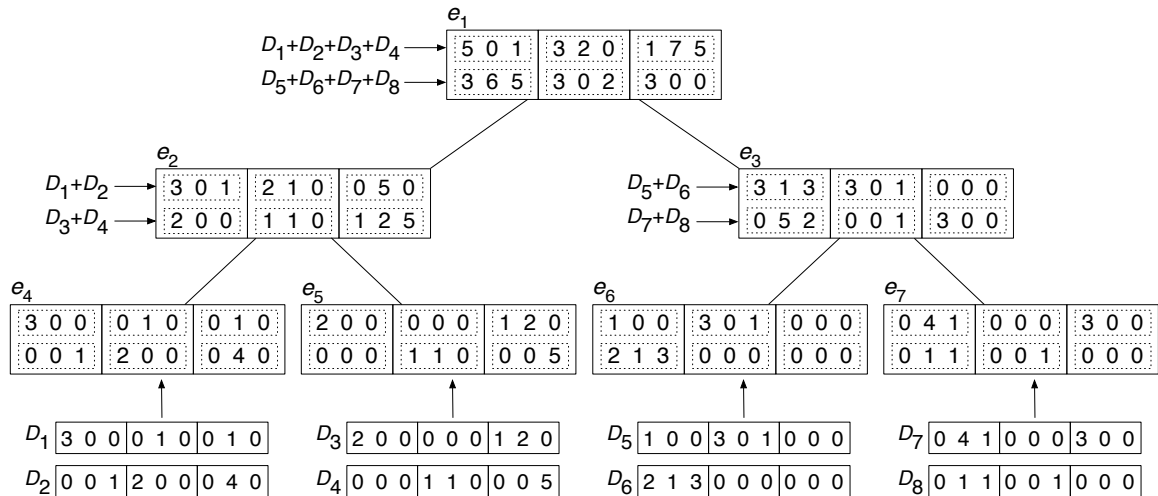 e1
D1+D2+D3+D4 5 0 1 3 2 0 1 7 5
D5+D6+D7+D8 3 6 5 3 0 2 3 0 0
e2 e3
D1+D2 3 0 1 2 1 0 0 5 0 D5+D6 3 1 3 3 0 1 0 0 0
D3+D4 2 0 0 1 1 0 1 2 5 D7+D8 0 5 2 0 0 1 3 0 0
e4 e5 e6 e7
3 0 0 0 1 0 0 1 0 2 0 0 0 0 0 1 2 0 1 0 0 3 0 1 0 0 0 0 4 1 0 0 0 3 0 0
0 0 1 2 0 0 0 4 0 0 0 0 1 1 0 0 0 5 2 1 3 0 0 0 0 0 0 0 1 1 0 0 1 0 0 0
D1 3 0 0 0 1 0 0 1 0 D3 2 0 0 0 0 0 1 2 0 D5 1 0 0 3 0 1 0 0 0 D7 0 4 1 0 0 0 3 0 0
D2 0 0 1 2 0 0 0 4 0 D4 0 0 0 1 1 0 0 0 5 D6 2 1 3 0 0 0 0 0 0 D8 0 1 1 0 0 1 0 0 0